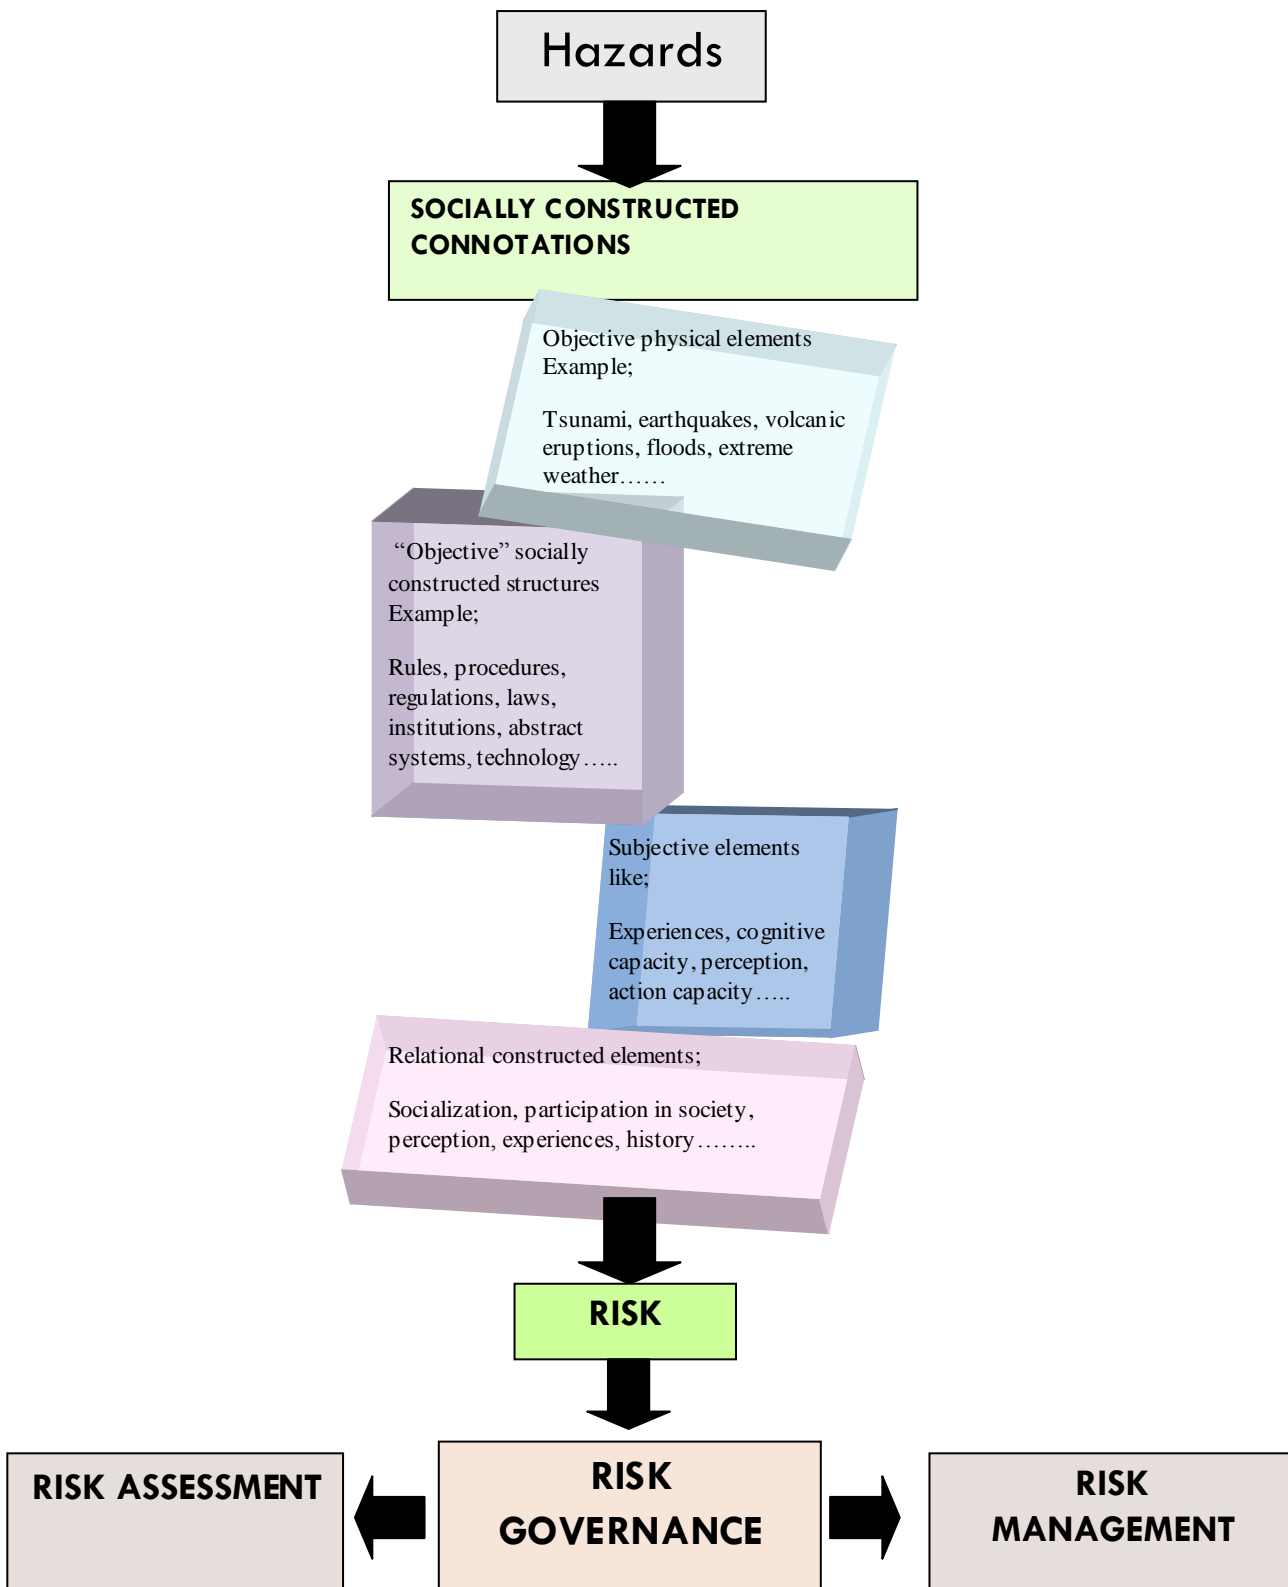 Hazards
SOCIALLY CONSTRUCTED
CONNOTATIONS
Objective physical elements
Example;
Tsunami, earthquakes, volcanic
eruptions, floods, extreme
weather……
“Objective” socially
constructed structures
Example;
Rules, procedures,
regulations, laws,
institutions, abstract
systems, technology…..
Subjective elements
like;
Experiences, cognitive
capacity, perception,
action capacity…..
Relational constructed elements;
Socialization, participation in society,
perception, experiences, history……..
RISK
RISK ASSESSMENT
RISK
GOVERNANCE
RISK
MANAGEMENT